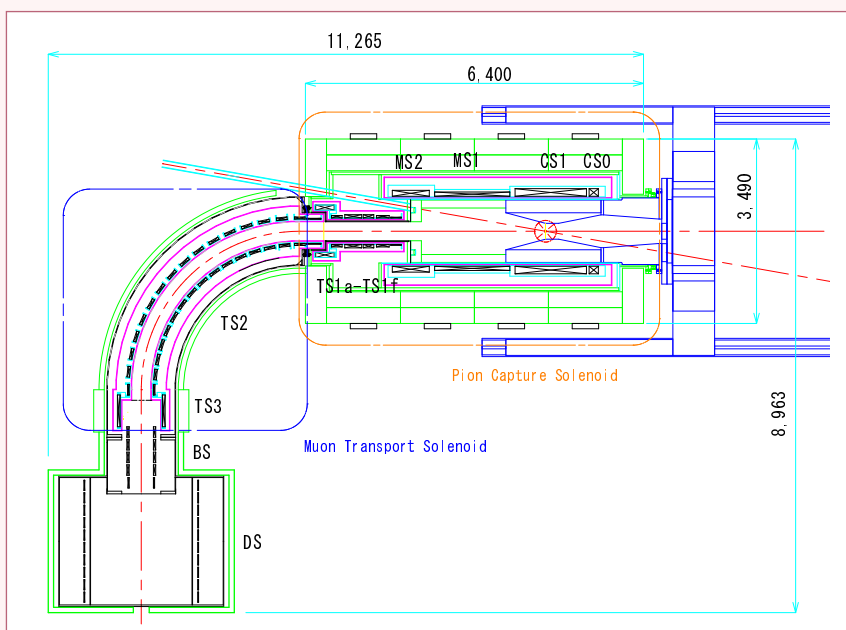 11,265
6,400
MS2 MS1 CS1 CS0
3,490
TS1a-TS1f
TS2
Pion Capture Solenoid
TS3
8,963
Muon Transport Solenoid
BS
DS